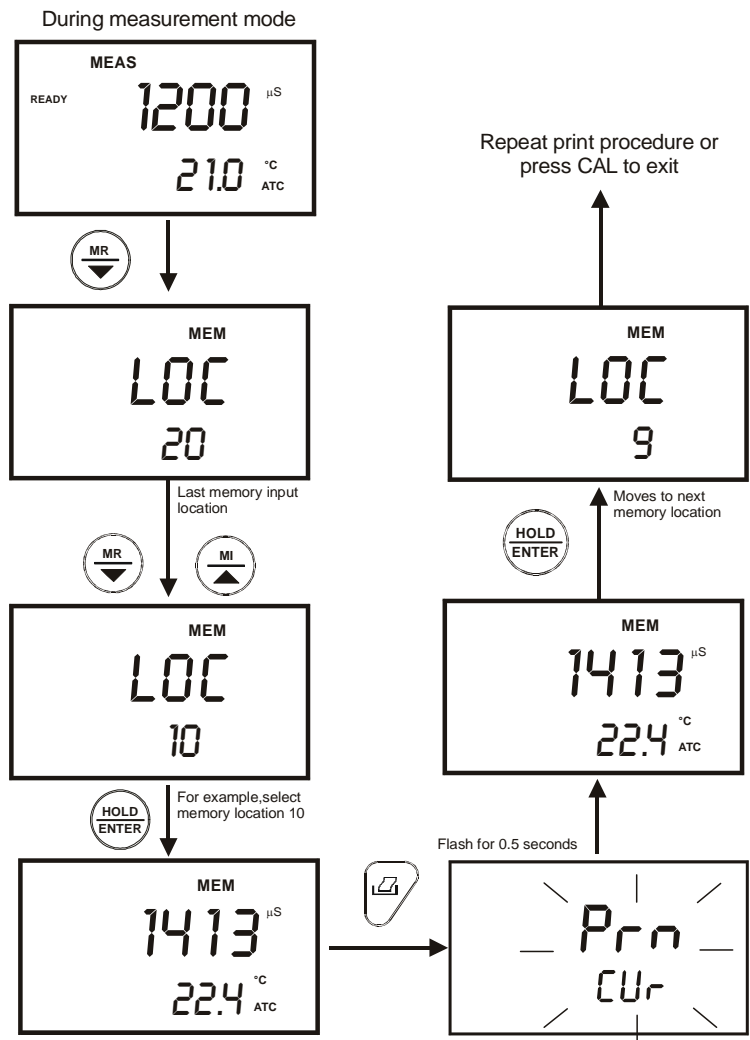 During measurement mode
MEAS
READY
1200 µS
21.0 °C
ATC
MR
MEM
LOC
20
Last memory input
location
MR
MI
MEM
LOC
10
HOLD
ENTER
For example,select
memory location 10
MEM
1413 µS
22.4 °C
ATC
Flash for 0.5 seconds
Prn
CUr
MEM
1413 µS
22.4 °C
ATC
HOLD
ENTER
Moves to next
memory location
MEM
LOC
9
Repeat print procedure or
press CAL to exit